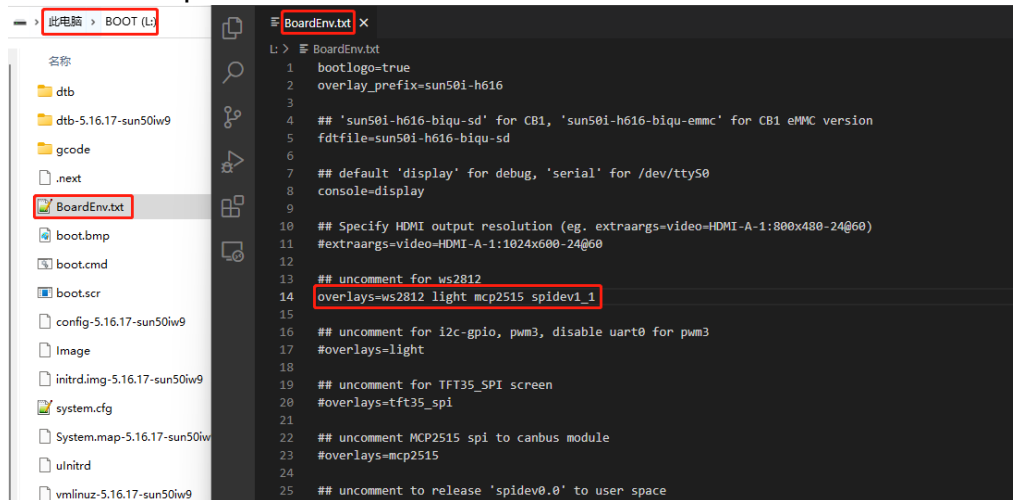 此电脑 > BOOT (L:)
名称
dtb
dtb-5.16.17-sun50iw9
gcode
.next
BoardEnv.txt
boot.bmp
boot.cmd
boot.scr
config-5.16.17-sun50iw9
Image
initrd.img-5.16.17-sun50iw9
system.cfg
System.map-5.16.17-sun50iw
uInitrd
vmlinuz-5.16.17-sun50iw9
BoardEnv.txt
L: > BoardEnv.txt
1 bootlogo=true
2 overlay_prefix=sun50i-h616
3
4 ## 'sun50i-h616-biqu-sd' for CB1, 'sun50i-h616-biqu-emmc' for CB1 eMMC version
5 fdtfile=sun50i-h616-biqu-sd
6
7 ## default 'display' for debug, 'serial' for /dev/ttyS0
8 console=display
9
10 ## Specify HDMI output resolution (eg. extraargs=video=HDMI-A-1:800x480-24@60)
11 #extraargs=video=HDMI-A-1:1024x600-24@60
12
13 ## uncomment for ws2812
14 overlays=ws2812 light mcp2515 spidev1_1
15
16 ## uncomment for i2c-gpio, pwm3, disable uart0 for pwm3
17 #overlays=light
18
19 ## uncomment for TFT35_SPI screen
20 #overlays=tft35_spi
21
22 ## uncomment MCP2515 spi to canbus module
23 #overlays=mcp2515
24
25 ## uncomment to release 'spidev0.0' to user space